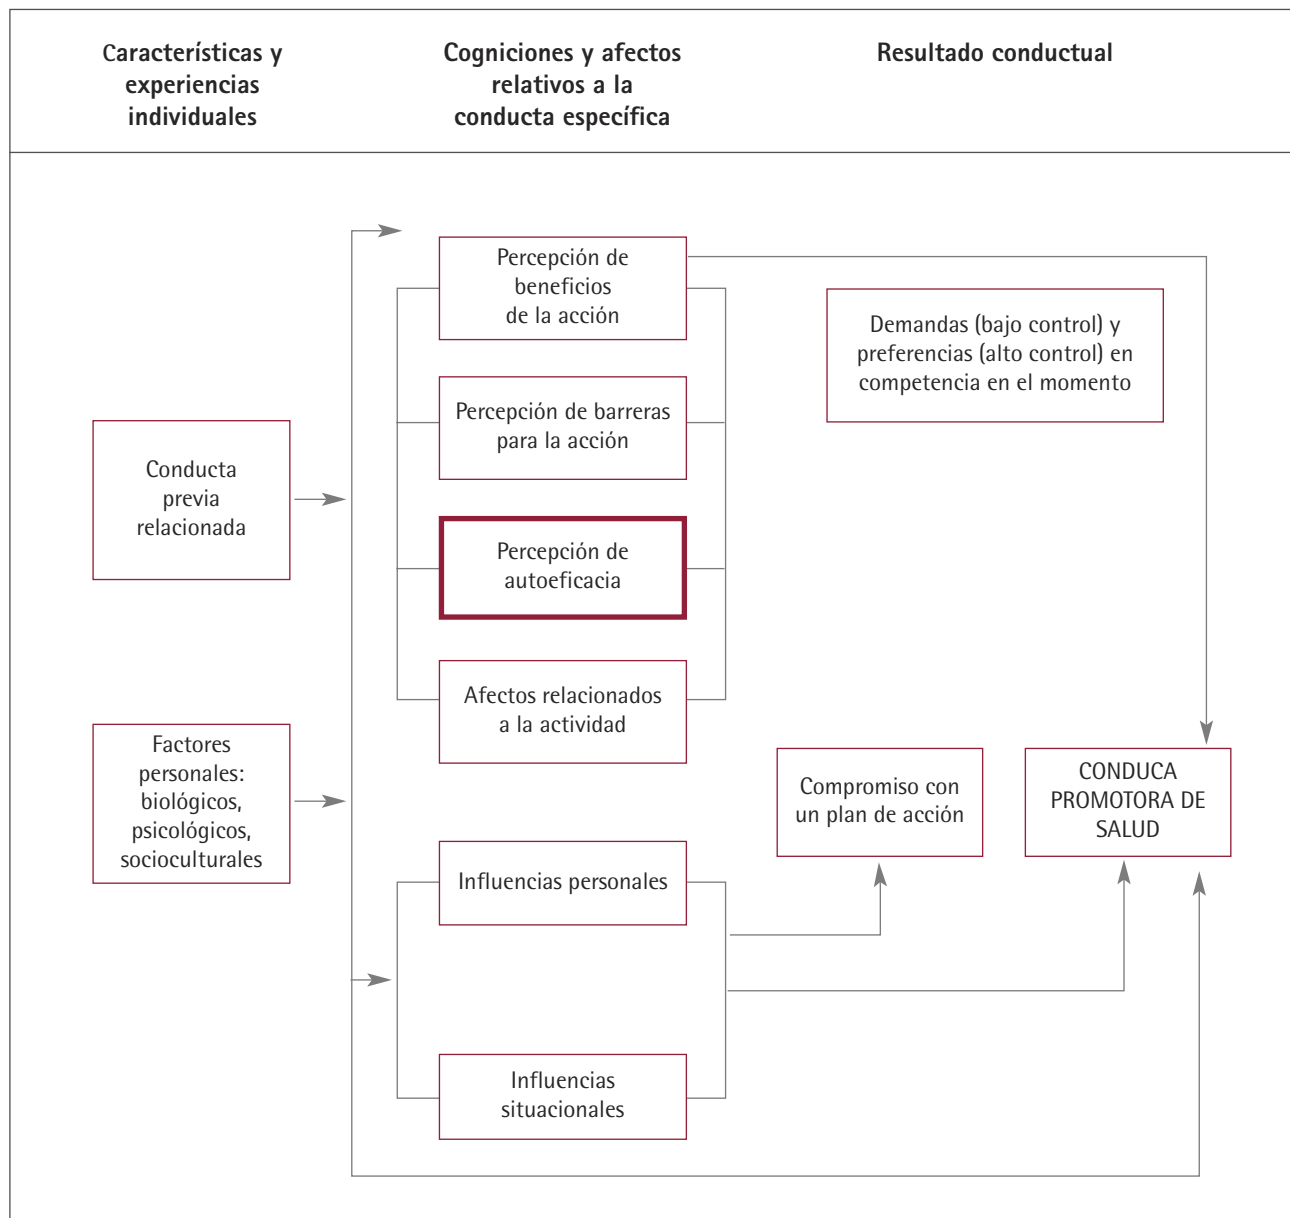 Características y
experiencias
individuales
Cogniciones y afectos
relativos a la
conducta específica
Resultado conductual
Conducta
previa
relacionada
Factores
personales:
biológicos,
psicológicos,
socioculturales
Percepción de
beneficios
de la acción
Percepción de barreras
para la acción
Percepción de
autoeficacia
Afectos relacionados
a la actividad
Influencias personales
Influencias
situacionales
Demandas (bajo control) y
preferencias (alto control) en
competencia en el momento
Compromiso con
un plan de acción
CONDUCA
PROMOTORA DE
SALUD